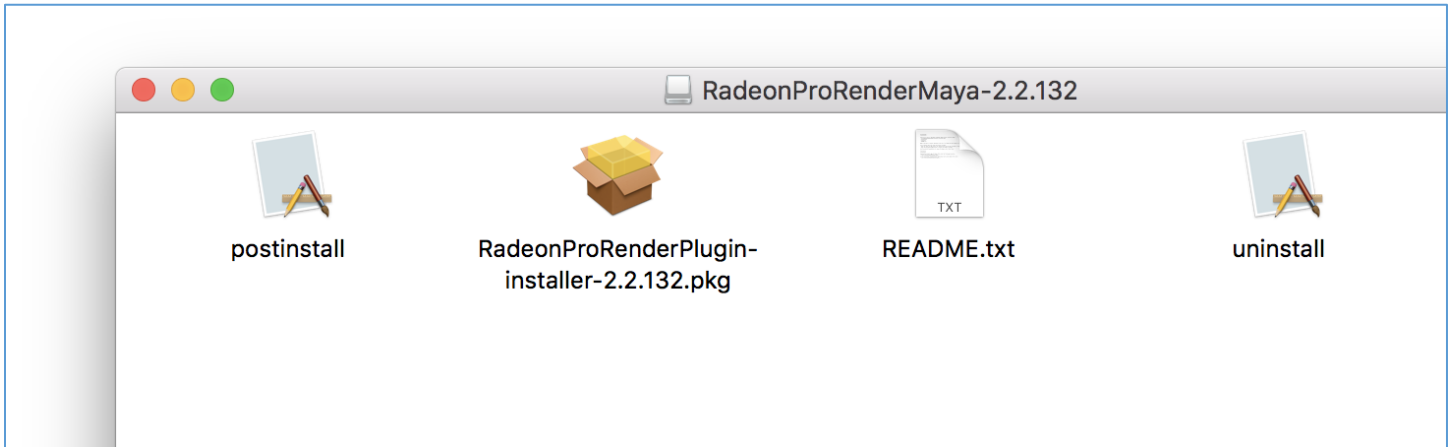 RadeonProRenderMaya-2.2.132
TXT
postinstall
RadeonProRenderPlugin-
installer-2.2.132.pkg
README.txt
uninstall